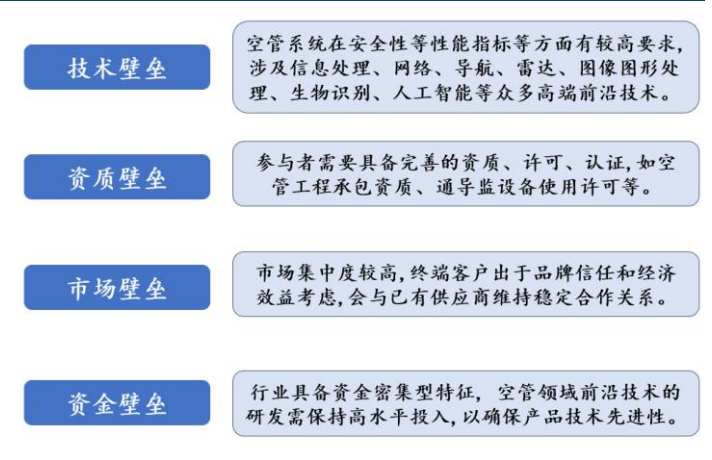 技术壁垒
空管系统在安全性等性能指标等方面有较高要求,
涉及信息处理、网络、导航、雷达、图像图形处
理、生物识别、人工智能等众多高端前沿技术。
资质壁垒
参与者需要具备完善的资质、许可、认证,如空
管工程承包资质、通导监设备使用许可等。
市场壁垒
市场集中度较高,终端客户出于品牌信任和经济
效益考虑,会与已有供应商维持稳定合作关系。
资金壁垒
行业具备资金密集型特征, 空管领域前沿技术的
研发需保持高水平投入,以确保产品技术先进性。